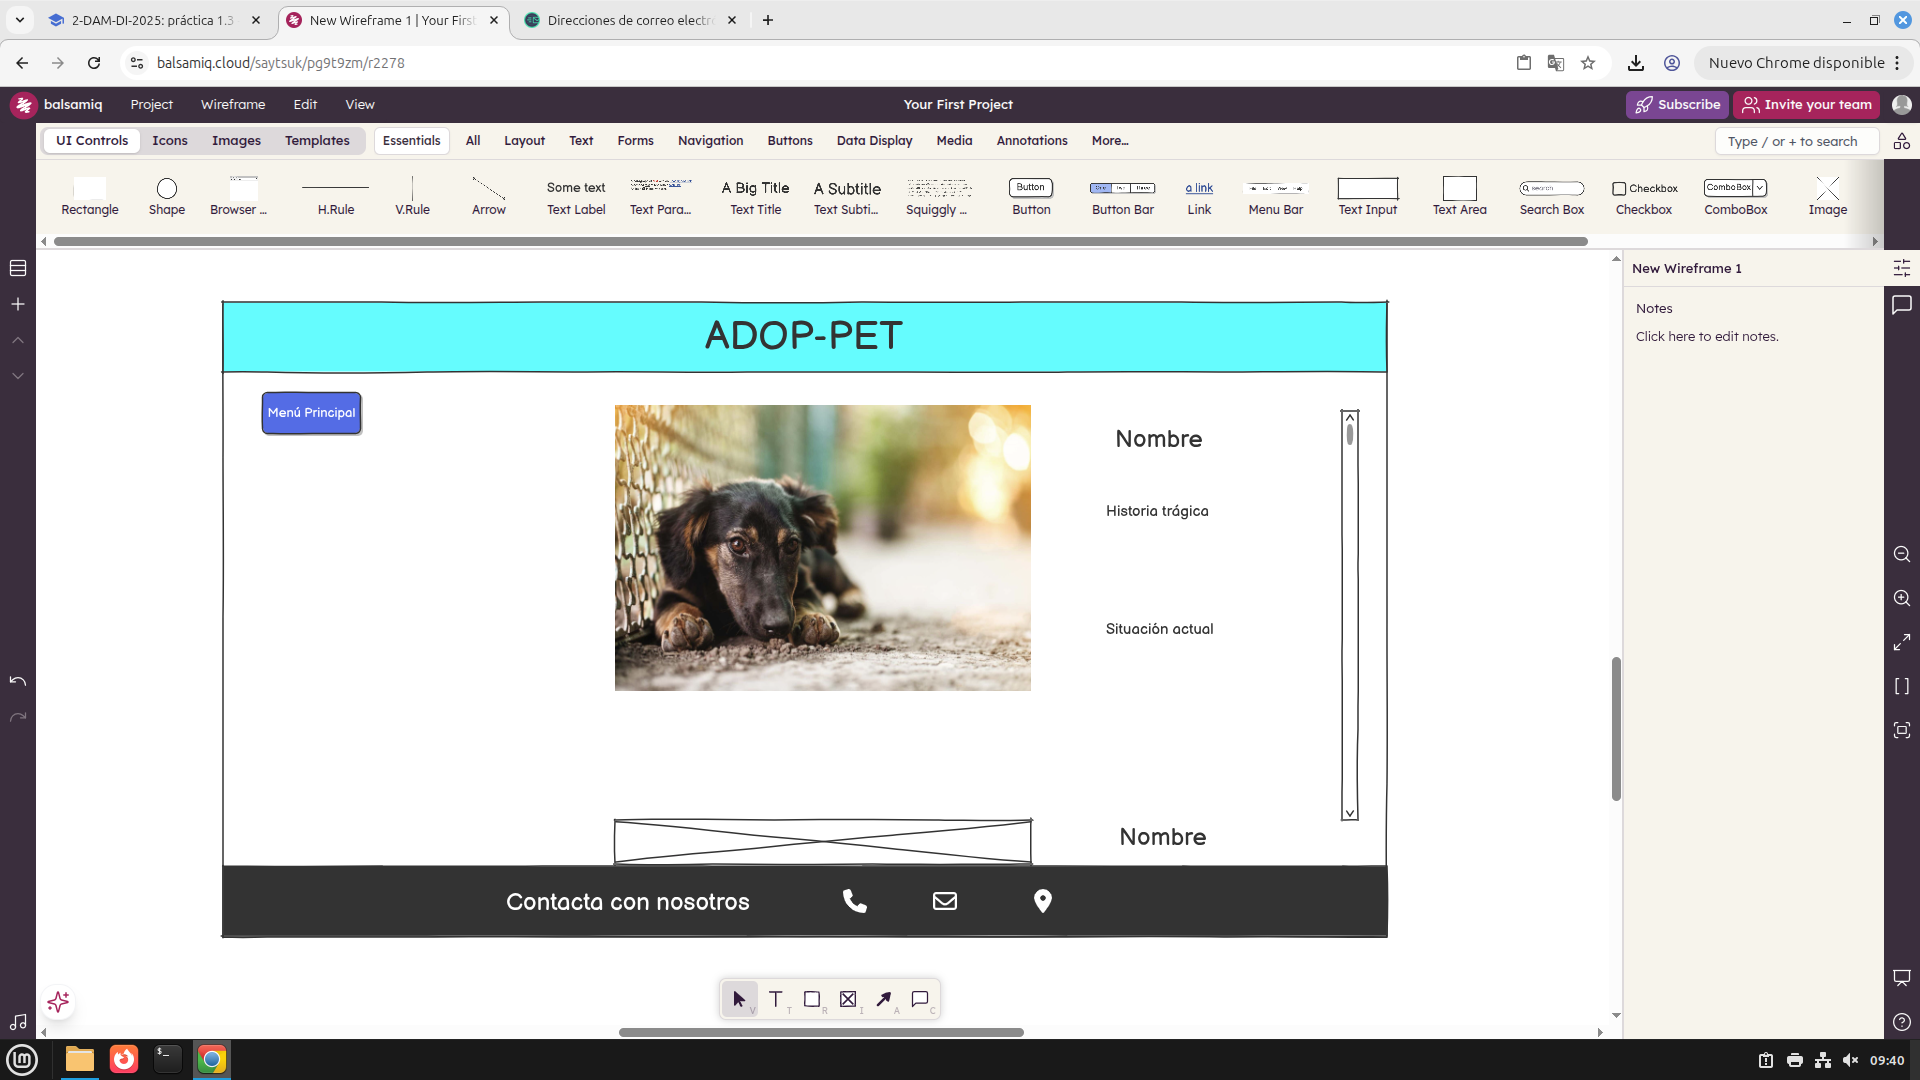 2-DAM-DI-2025: práctica 1.3
New Wireframe 1 | Your First
Direcciones de correo electr
balsamiq.cloud/saytsuk/pg9t9zm/r2278
Nuevo Chrome disponible
balsamiq
Project
Wireframe
Edit
View
Your First Project
Subscribe
Invite your team
UI Controls
Icons
Images
Templates
Essentials
All
Layout
Text
Forms
Navigation
Buttons
Data Display
Media
Annotations
More...
Type / or + to search
Some text
A Big Title
A Subtitle
Button
One Two Three
a link
Search
Checkbox
ComboBox
Rectangle
Shape
Browser ...
H.Rule
V.Rule
Arrow
Text Label
Text Para...
Text Title
Text Subti...
Squiggly ...
Button
Button Bar
Link
Menu Bar
Text Input
Text Area
Search Box
Checkbox
ComboBox
Image
New Wireframe 1
Notes
Click here to edit notes.
ADOP-PET
Menú Principal
Nombre
Historia trágica
Situación actual
Nombre
Contacta con nosotros
V
T
R
I
A
C
09:40